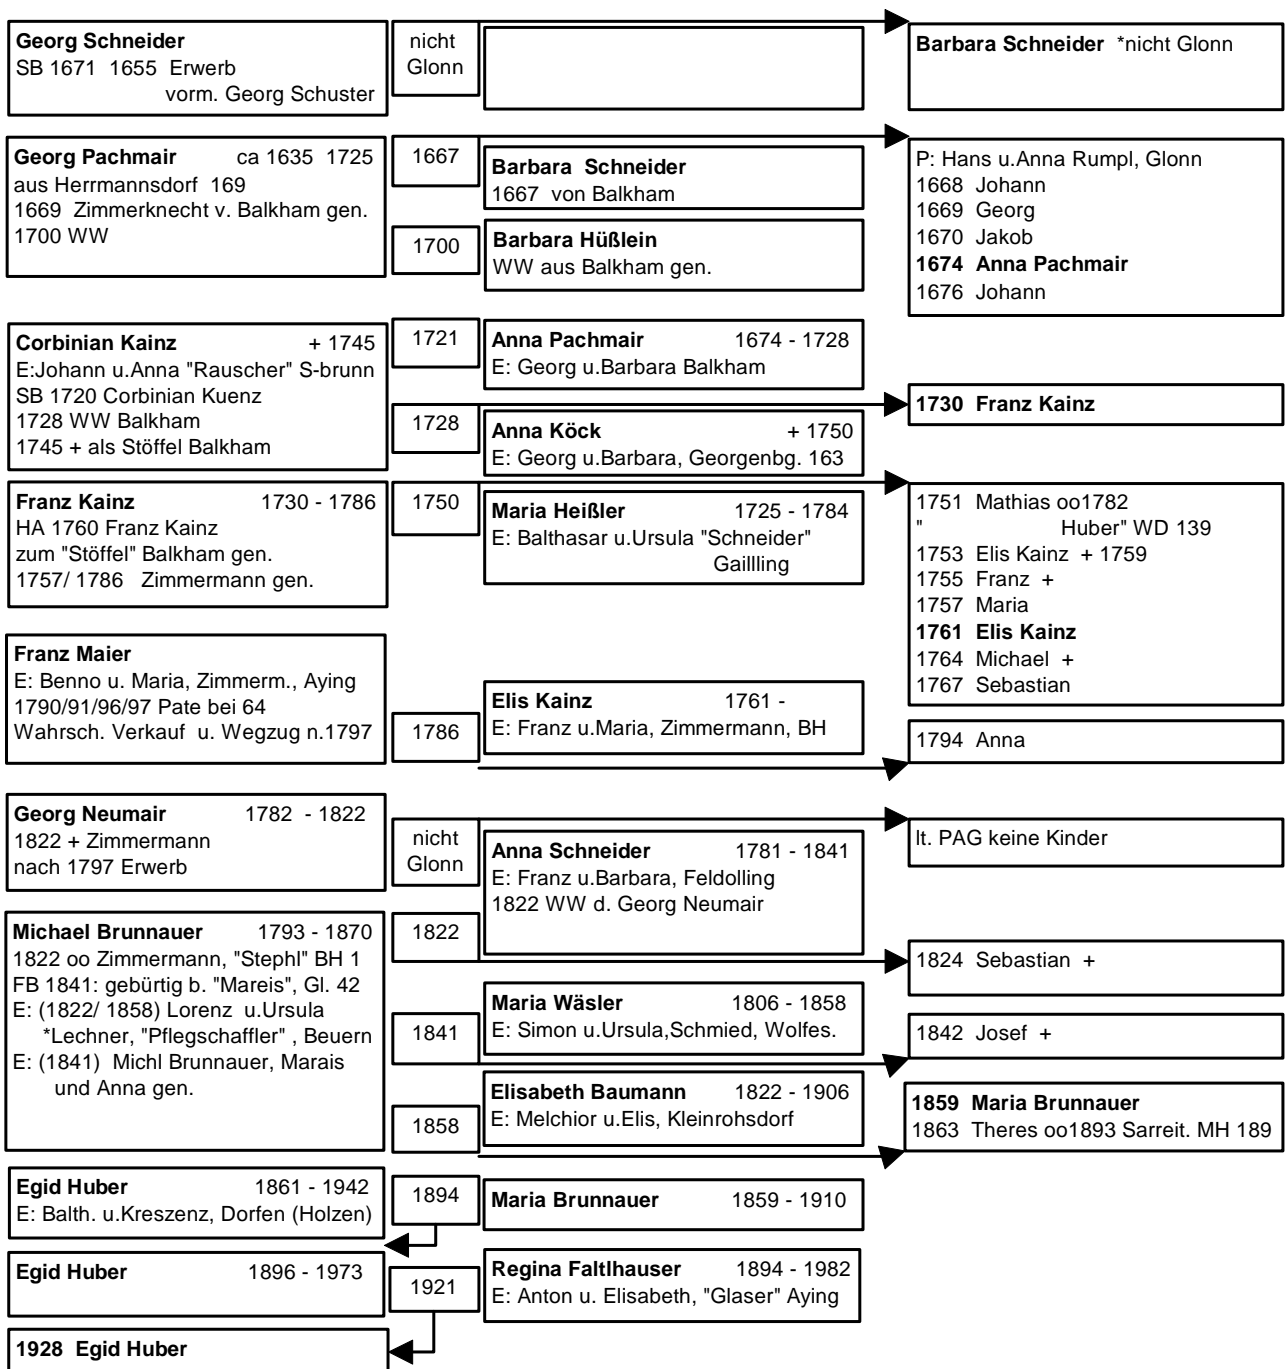 Georg Schneider
SB 1671 1655 Erwerb
vorm. Georg Schuster
nicht
Glonn
Barbara Schneider *nicht Glonn
Georg Pachmair ca 1635 1725
aus Herrmannsdorf 169
1669 Zimmerknecht v. Balkham gen.
1700 WW
1667
Barbara Schneider
1667 von Balkham
1700
Barbara Hüßlein
WW aus Balkham gen.
P: Hans u.Anna Rumpl, Glonn
1668 Johann
1669 Georg
1670 Jakob
1674 Anna Pachmair
1676 Johann
Corbinian Kainz + 1745
E:Johann u.Anna "Rauscher" S-brunn
SB 1720 Corbinian Kuenz
1728 WW Balkham
1745 + als Stöffel Balkham
1721
Anna Pachmair 1674 - 1728
E: Georg u.Barbara Balkham
1728
Anna Köck + 1750
E: Georg u.Barbara, Georgenbg. 163
1730 Franz Kainz
Franz Kainz 1730 - 1786
HA 1760 Franz Kainz
zum "Stöffel" Balkham gen.
1757/ 1786 Zimmermann gen.
1750
Maria Heißler 1725 - 1784
E: Balthasar u.Ursula "Schneider"
Gaillling
1751 Mathias oo1782
" Huber" WD 139
1753 Elis Kainz + 1759
1755 Franz +
1757 Maria
1761 Elis Kainz
1764 Michael +
1767 Sebastian
Franz Maier
E: Benno u. Maria, Zimmerm., Aying
1790/91/96/97 Pate bei 64
Wahrsch. Verkauf u. Wegzug n.1797
1786
Elis Kainz 1761 -
E: Franz u.Maria, Zimmermann, BH
1794 Anna
Georg Neumair 1782 - 1822
1822 + Zimmermann
nach 1797 Erwerb
nicht
Glonn
Anna Schneider 1781 - 1841
E: Franz u.Barbara, Feldolling
1822 WW d. Georg Neumair
lt. PAG keine Kinder
Michael Brunnauer 1793 - 1870
1822 oo Zimmermann, "Stephl" BH 1
FB 1841: gebürtig b. "Mareis", Gl. 42
E: (1822/ 1858) Lorenz u.Ursula
*Lechner, "Pflegschaffler" , Beuern
E: (1841) Michl Brunnauer, Marais
und Anna gen.
1822
1824 Sebastian +
1841
Maria Wäsler 1806 - 1858
E: Simon u.Ursula,Schmied, Wolfes.
1842 Josef +
1858
Elisabeth Baumann 1822 - 1906
E: Melchior u.Elis, Kleinrohsdorf
1859 Maria Brunnauer
1863 Theres oo1893 Sarreit. MH 189
Egid Huber 1861 - 1942
E: Balth. u.Kreszenz, Dorfen (Holzen)
1894
Maria Brunnauer 1859 - 1910
Egid Huber 1896 - 1973
1921
Regina Faltlhauser 1894 - 1982
E: Anton u. Elisabeth, "Glaser" Aying
1928 Egid Huber